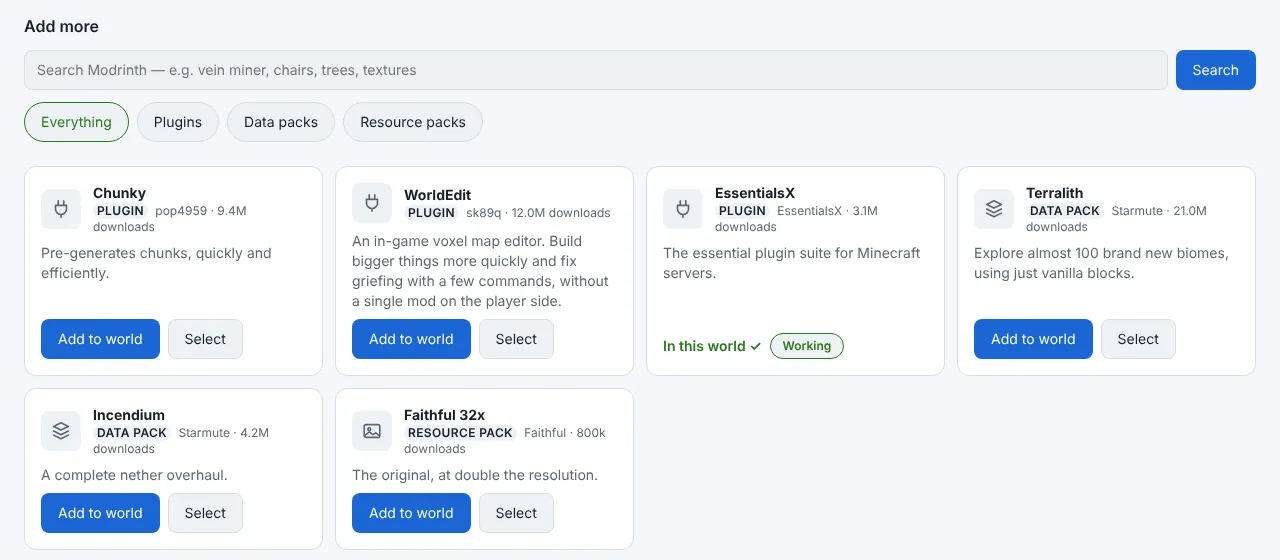 Add more
Search Modrinth — e.g. vein miner, chairs, trees, textures
Search
Everything
Plugins
Data packs
Resource packs
Chunky
PLUGIN pop4959 · 9.4M
downloads
Pre-generates chunks, quickly and
efficiently.
Add to world
Select
WorldEdit
PLUGIN sk89q · 12.0M downloads
An in-game voxel map editor. Build
bigger things more quickly and fix
griefing with a few commands, without
a single mod on the player side.
Add to world
Select
EssentialsX
PLUGIN EssentialsX · 3.1M
downloads
The essential plugin suite for Minecraft
servers.
In this world ✓
Working
Terralith
DATA PACK Starmute · 21.0M
downloads
Explore almost 100 brand new biomes,
using just vanilla blocks.
Add to world
Select
Incendium
DATA PACK Starmute · 4.2M
downloads
A complete nether overhaul.
Add to world
Select
Faithful 32x
RESOURCE PACK Faithful · 800k
downloads
The original, at double the resolution.
Add to world
Select